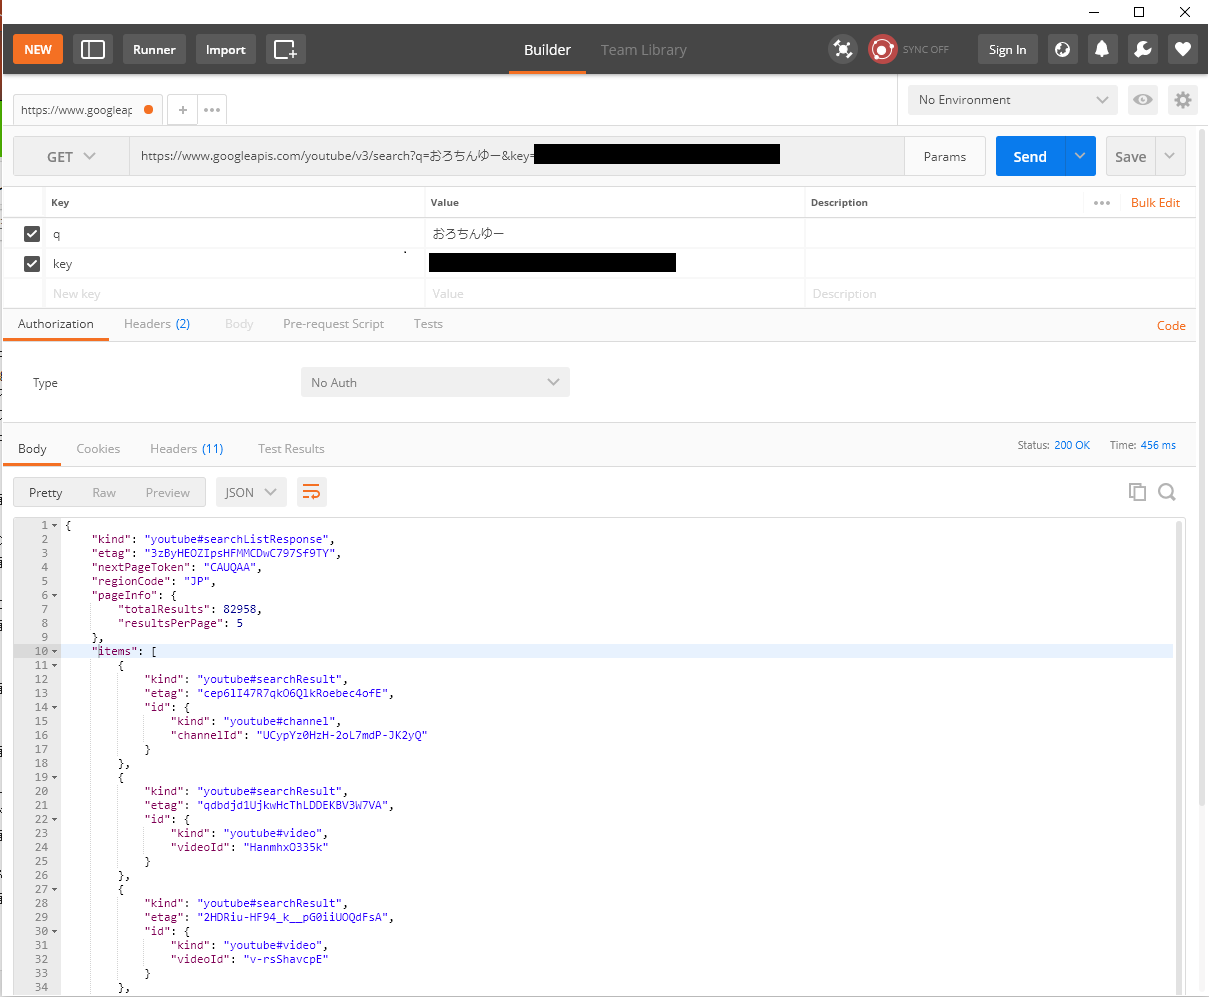 NEW Runner Import Builder Team Library SYNC OFF Sign In
https://www.googleap + ••• No Environment
GET https://www.googleapis.com/youtube/v3/search?q=おろちんゆー&key= Params Send Save
Key Value Description ••• Bulk Edit
q おろちんゆー
key
New key Value Description
Authorization Headers (2) Body Pre-request Script Tests Code
Type No Auth
Body Cookies Headers (11) Test Results Status: 200 OK Time: 456 ms
Pretty Raw Preview JSON
1 {
2 "kind": "youtube#searchListResponse",
3 "etag": "3zByHEOZIpsHFMMCDwC797Sf9TY",
4 "nextPageToken": "CAUQAA",
5 "regionCode": "JP",
6 "pageInfo": {
7 "totalResults": 82958,
8 "resultsPerPage": 5
9 },
10 "items": [
11 {
12 "kind": "youtube#searchResult",
13 "etag": "cep6lI47R7qkO6QlkRoebec4ofE",
14 "id": {
15 "kind": "youtube#channel",
16 "channelId": "UCypYz0HzH-2oL7mdP-JK2yQ"
17 }
18 },
19 {
20 "kind": "youtube#searchResult",
21 "etag": "qdbdjd1UjkwHcThLDDEKBV3W7VA",
22 "id": {
23 "kind": "youtube#video",
24 "videoId": "HanmhxO335k"
25 }
26 },
27 {
28 "kind": "youtube#searchResult",
29 "etag": "2HDRiu-HF94_k__pG0iiUOQdFsA",
30 "id": {
31 "kind": "youtube#video",
32 "videoId": "v-rsShavcpE"
33 }
34 },